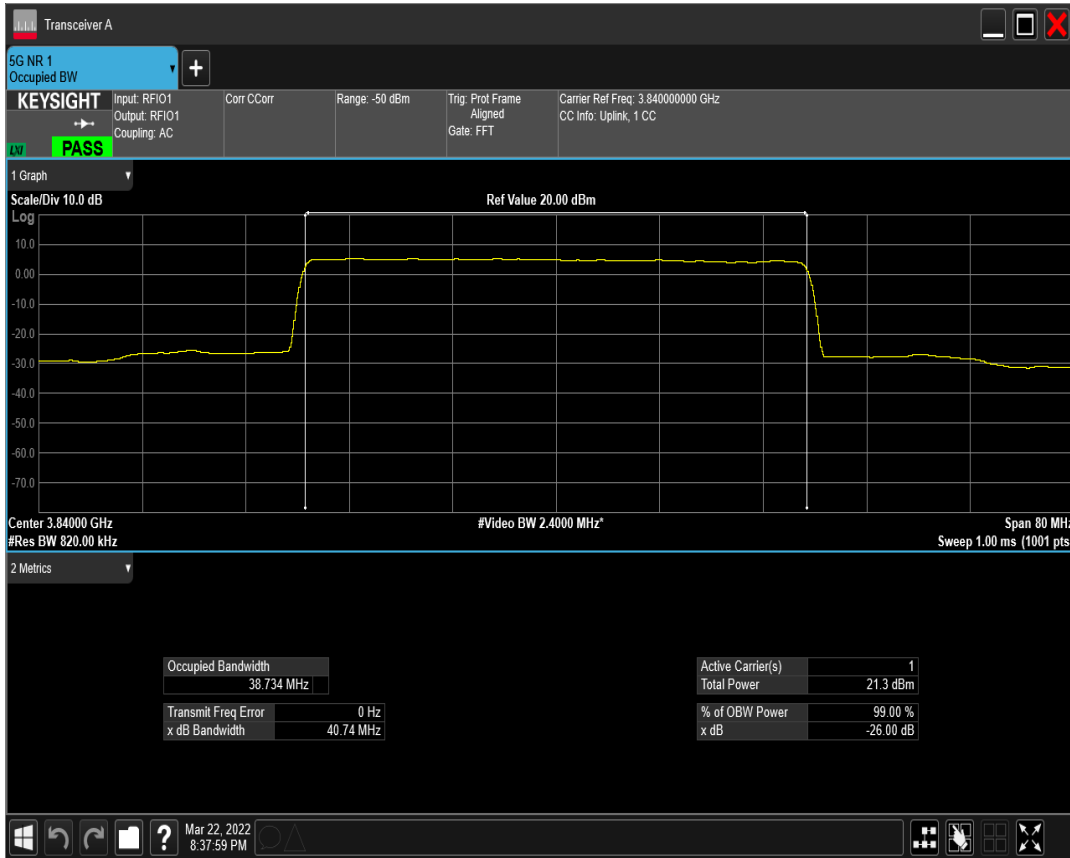 Transceiver A
5G NR 1
Occupied BW
KEYSIGHT
LXI
PASS
Input: RFIO1
Output: RFIO1
Coupling: AC
Corr CCorr
Range: -50 dBm
Trig: Prot Frame
Aligned
Gate: FFT
Carrier Ref Freq: 3.840000000 GHz
CC Info: Uplink, 1 CC
1 Graph
Scale/Div 10.0 dB
Ref Value 20.00 dBm
Log
10.0
0.00
-10.0
-20.0
-30.0
-40.0
-50.0
-60.0
-70.0
Center 3.84000 GHz
#Video BW 2.4000 MHz*
Span 80 MHz
#Res BW 820.00 kHz
Sweep 1.00 ms (1001 pts
2 Metrics
Occupied Bandwidth
38.734 MHz
Transmit Freq Error 0 Hz
x dB Bandwidth 40.74 MHz
Active Carrier(s) 1
Total Power 21.3 dBm
% of OBW Power 99.00 %
x dB -26.00 dB
?
Mar 22, 2022
8:37:59 PM